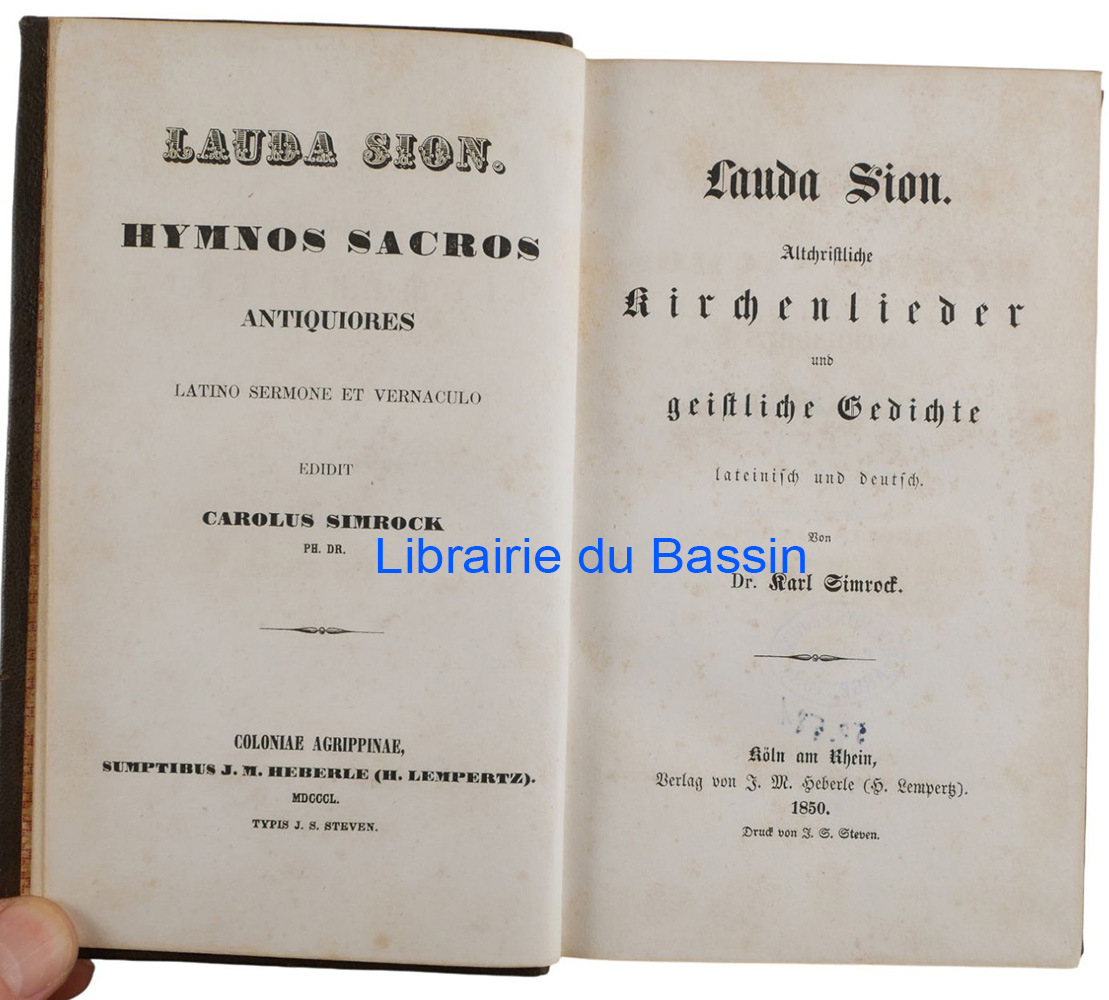 LAUDA SION.
HYMNOS SACROS
ANTIQUIORES
LATINO SERMONE ET VERNACULO
EDIDIT
CAROLUS SIMROCK
PH. DR.
COLONIAE AGRIPPINAE,
SUMPTIBUS J. M. HEBERLE (H. LEMPERTZ).
MDCCCL.
TYPIS J. S. STEVEN.
Lauda Sion.
Altchristliche
Kirchenlieder
und
geistliche Gedichte
lateinisch und deutsch.
Von
Dr. Karl Simrock.
Köln am Rhein,
Verlag von J. M. Heberle (H. Lempertz).
1850.
Druck von J. S. Steven.
Librairie du Bassin